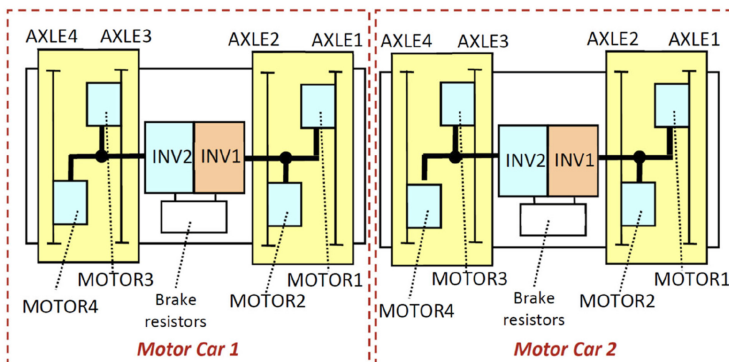 AXLE4 AXLE3
AXLE2 AXLE1
INV2 INV1
MOTOR3
MOTOR4
Brake
resistors
MOTOR1
MOTOR2
Motor Car 1
AXLE4 AXLE3
AXLE2 AXLE1
INV2 INV1
MOTOR3
MOTOR4
Brake
resistors
MOTOR1
MOTOR2
Motor Car 2